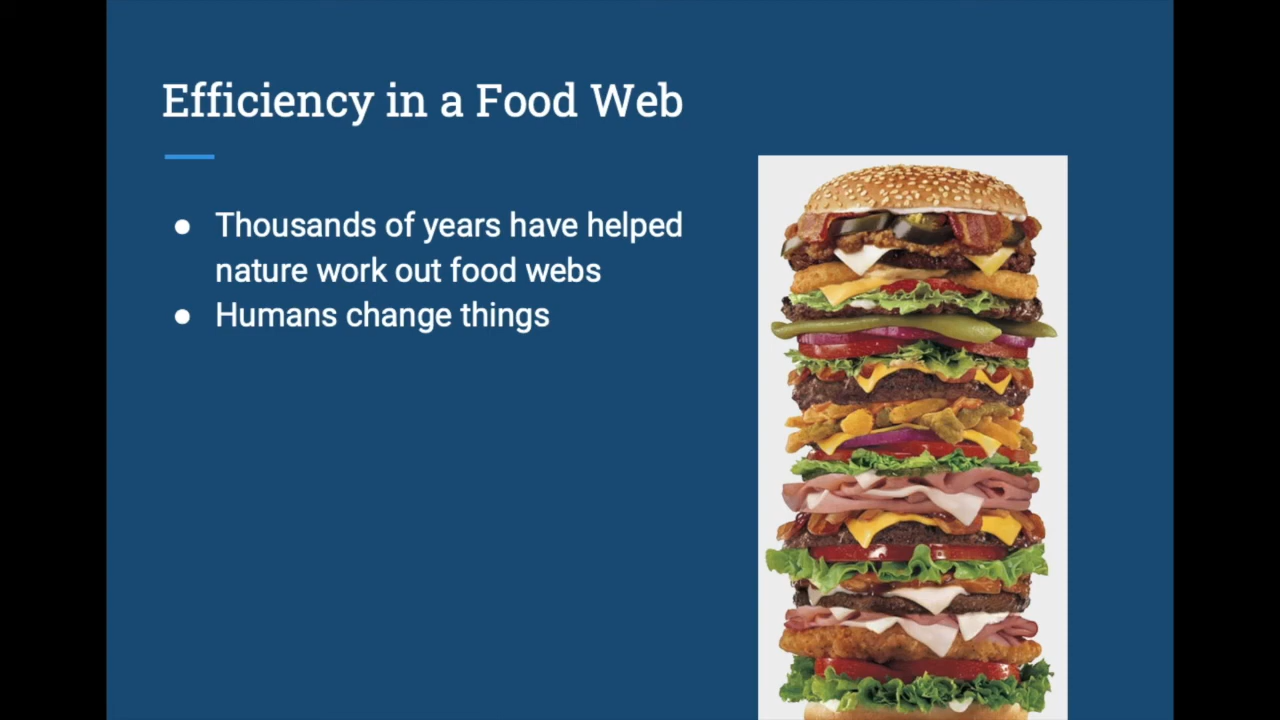 Efficiency in a Food Web
● Thousands of years have helped
nature work out food webs
● Humans change things